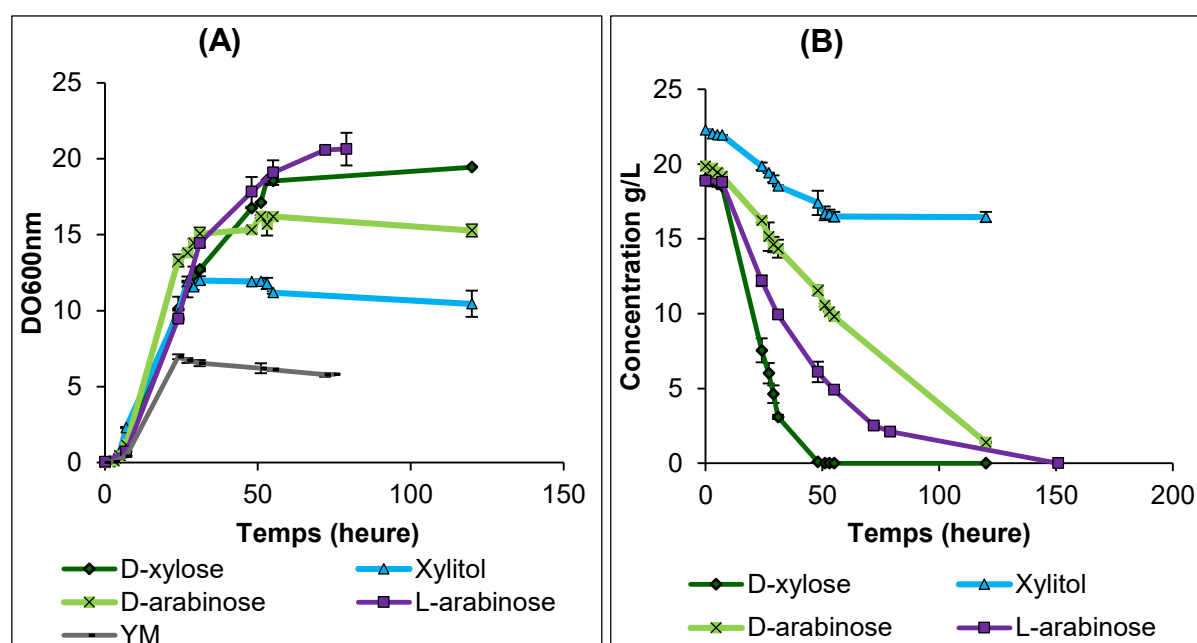 (A)
DO600nm
25
20
15
10
5
0
0 50 100 150
Temps (heure)
D-xylose Xylitol
D-arabinose L-arabinose
YM
(B)
Concentration g/L
25
20
15
10
5
0
0 50 100 150 200
Temps (heure)
D-xylose Xylitol
D-arabinose L-arabinose